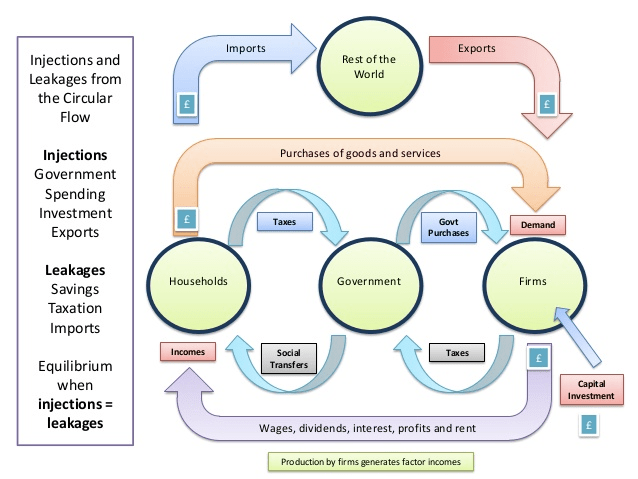 Injections and
Leakages from
the Circular
Flow
Injections
Government
Spending
Investment
Exports
Leakages
Savings
Taxation
Imports
Equilibrium
when
injections =
leakages
Imports
Rest of the
World
Exports
£
£
Purchases of goods and services
£
Taxes
Govt
Purchases
Demand
Households
Government
Firms
Incomes
Social
Transfers
Taxes
£
Capital
Investment
£
Wages, dividends, interest, profits and rent
Production by firms generates factor incomes